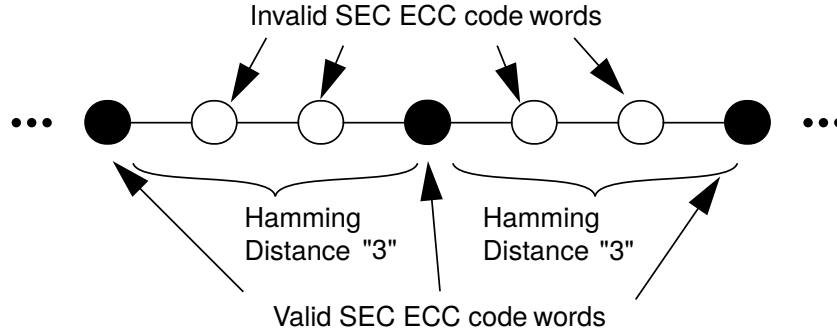 Invalid SEC ECC code words
Hamming
Distance "3"
Hamming
Distance "3"
Valid SEC ECC code words